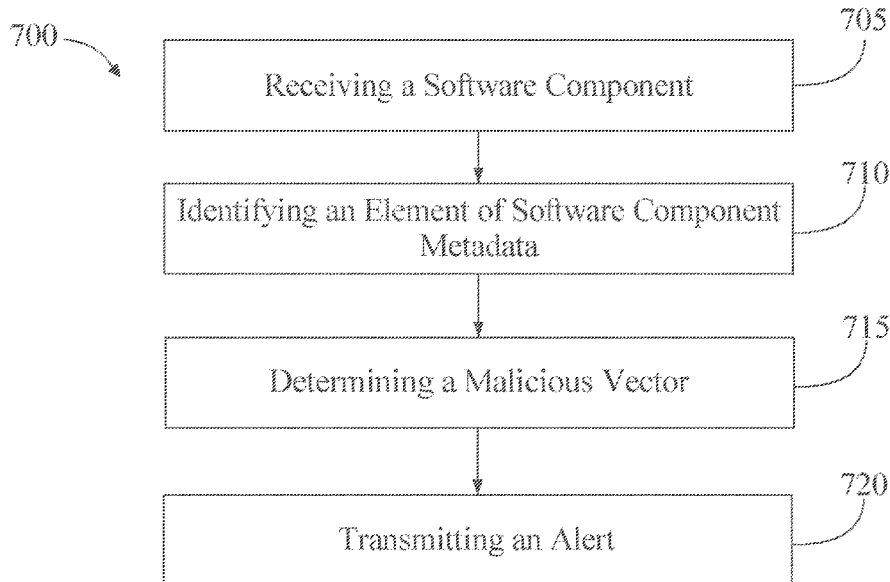 700
705
Receiving a Software Component
710
Identifying an Element of Software Component
Metadata
715
Determining a Malicious Vector
720
Transmitting an Alert